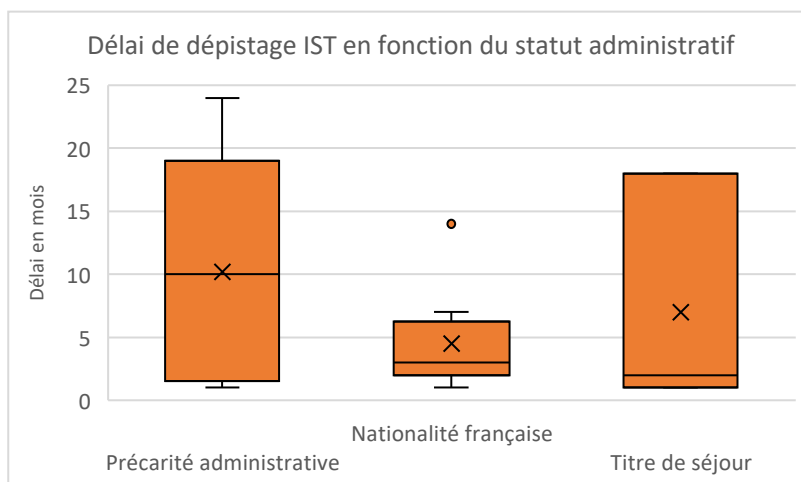 Délai de dépistage IST en fonction du statut administratif
25
20
15
10
5
0
Délai en mois
Nationalité française
Précarité administrative
Titre de séjour